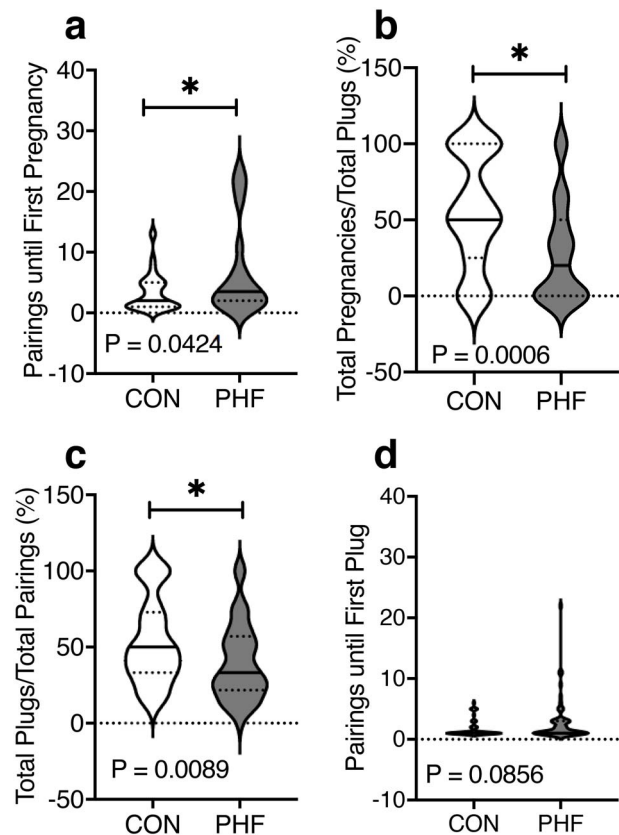 a
Pairings until First Pregnancy
40
30
20
10
0
-10
*
P = 0.0424
CON PHF
b
Total Pregnancies/Total Plugs (%)
150
100
50
0
-50
*
P = 0.0006
CON PHF
c
Total Plugs/Total Pairings (%)
150
100
50
0
-50
*
P = 0.0089
CON PHF
d
Pairings until First Plug
40
30
20
10
0
-10
P = 0.0856
CON PHF